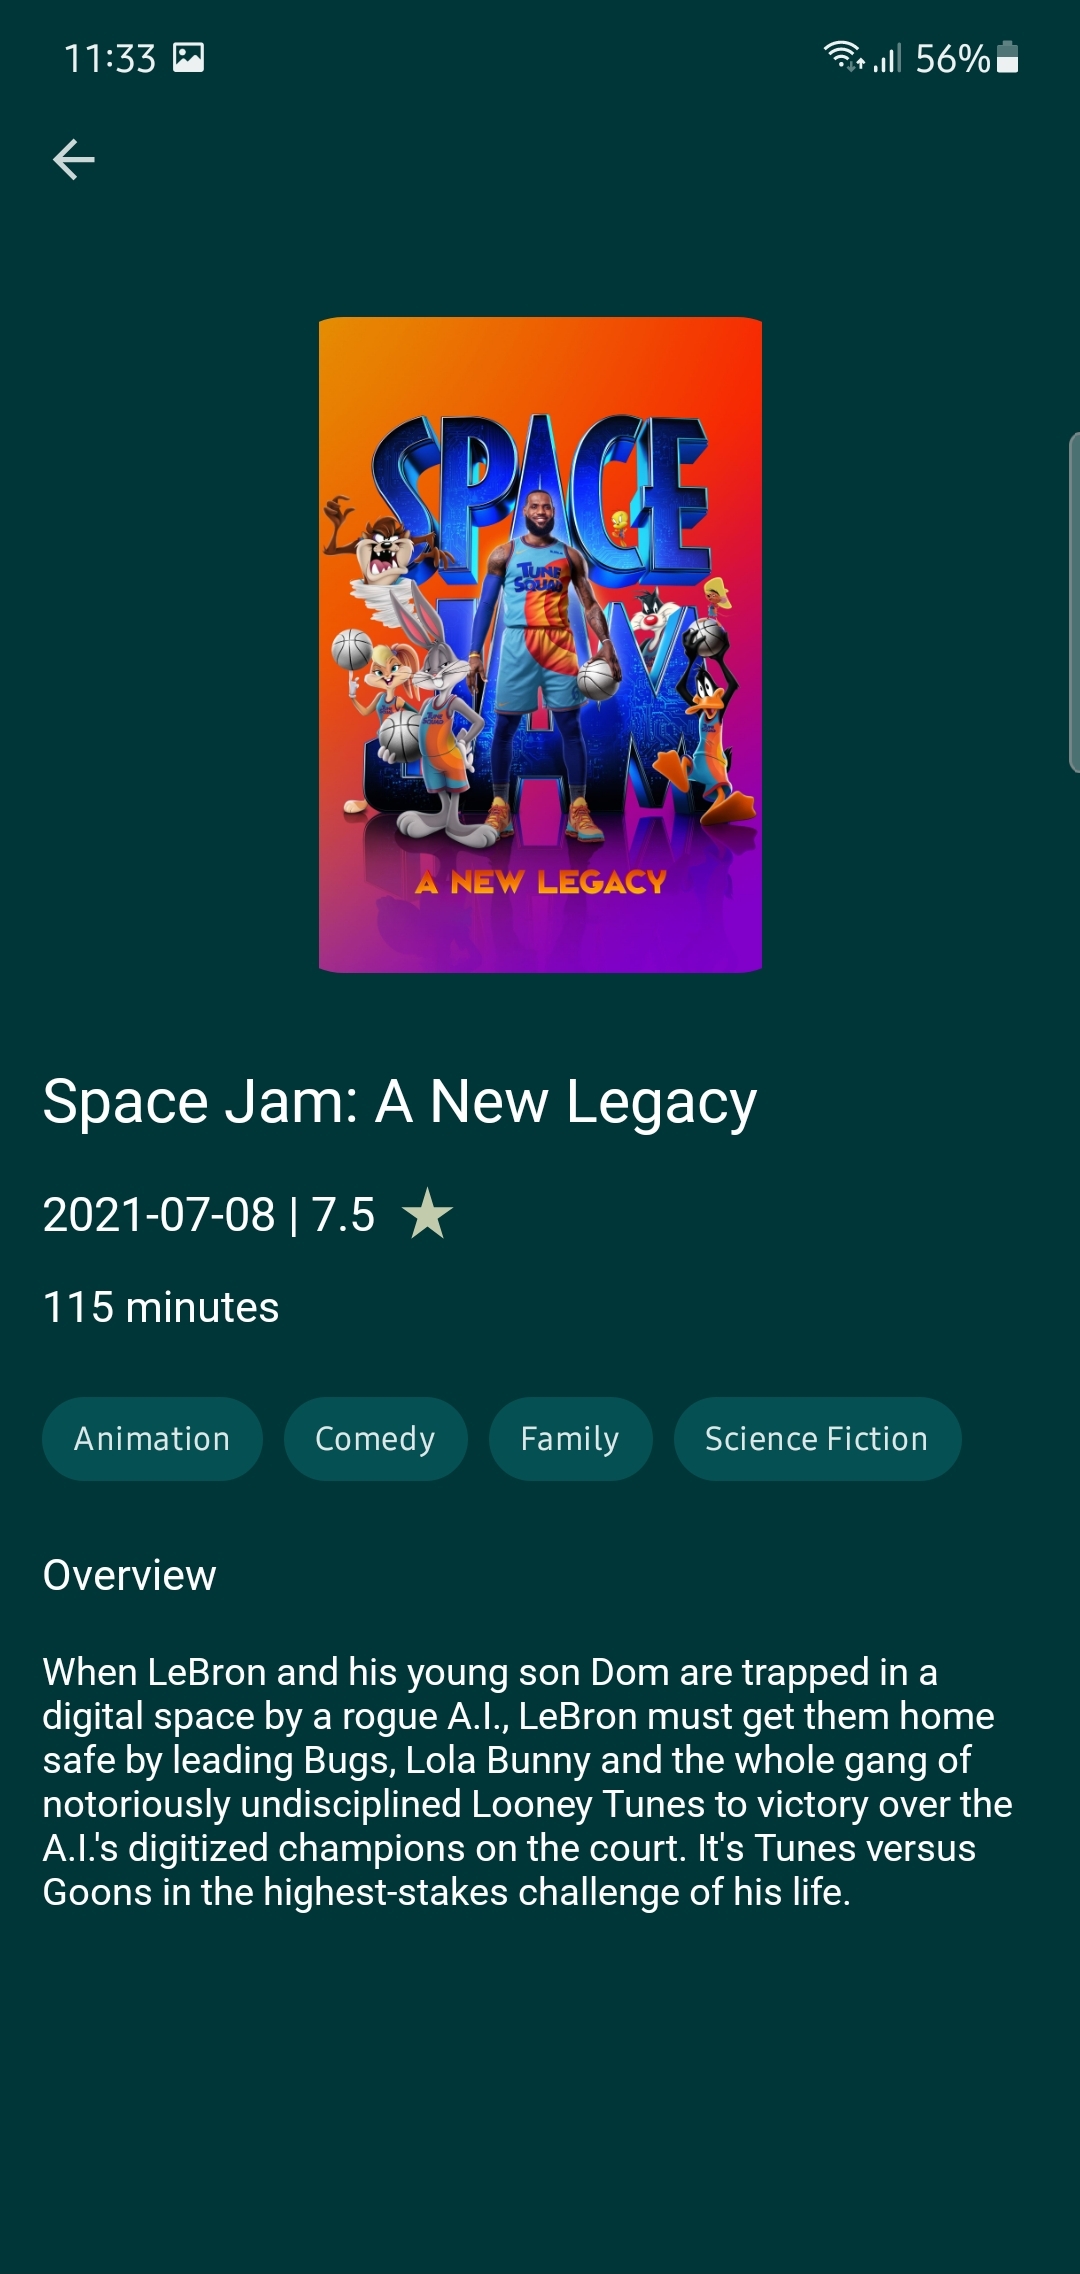 11:33
56%
SPACE
JAM
TUNE
SQUAD
TUNE
SQUAD
A NEW LEGACY
Space Jam: A New Legacy
2021-07-08 | 7.5
115 minutes
Animation Comedy Family Science Fiction
Overview
When LeBron and his young son Dom are trapped in a
digital space by a rogue A.I., LeBron must get them home
safe by leading Bugs, Lola Bunny and the whole gang of
notoriously undisciplined Looney Tunes to victory over the
A.I.'s digitized champions on the court. It's Tunes versus
Goons in the highest-stakes challenge of his life.